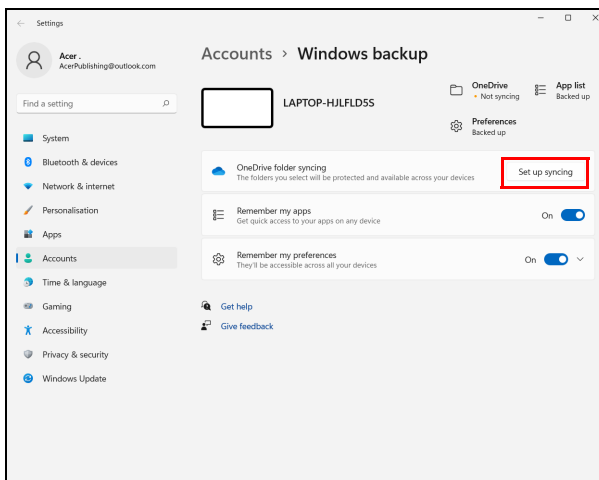 Settings
Acer .
AcerPublishing@outlook.com
Find a setting
System
Bluetooth & devices
Network & internet
Personalisation
Apps
Accounts
Time & language
Gaming
Accessibility
Privacy & security
Windows Update
Accounts > Windows backup
LAPTOP-HJLFLD5S
OneDrive
• Not syncing
App list
Backed up
Preferences
Backed up
OneDrive folder syncing
The folders you select will be protected and available across your devices
Set up syncing
Remember my apps
Get quick access to your apps on any device
On
Remember my preferences
They'll be accessible across all your devices
On
Get help
Give feedback